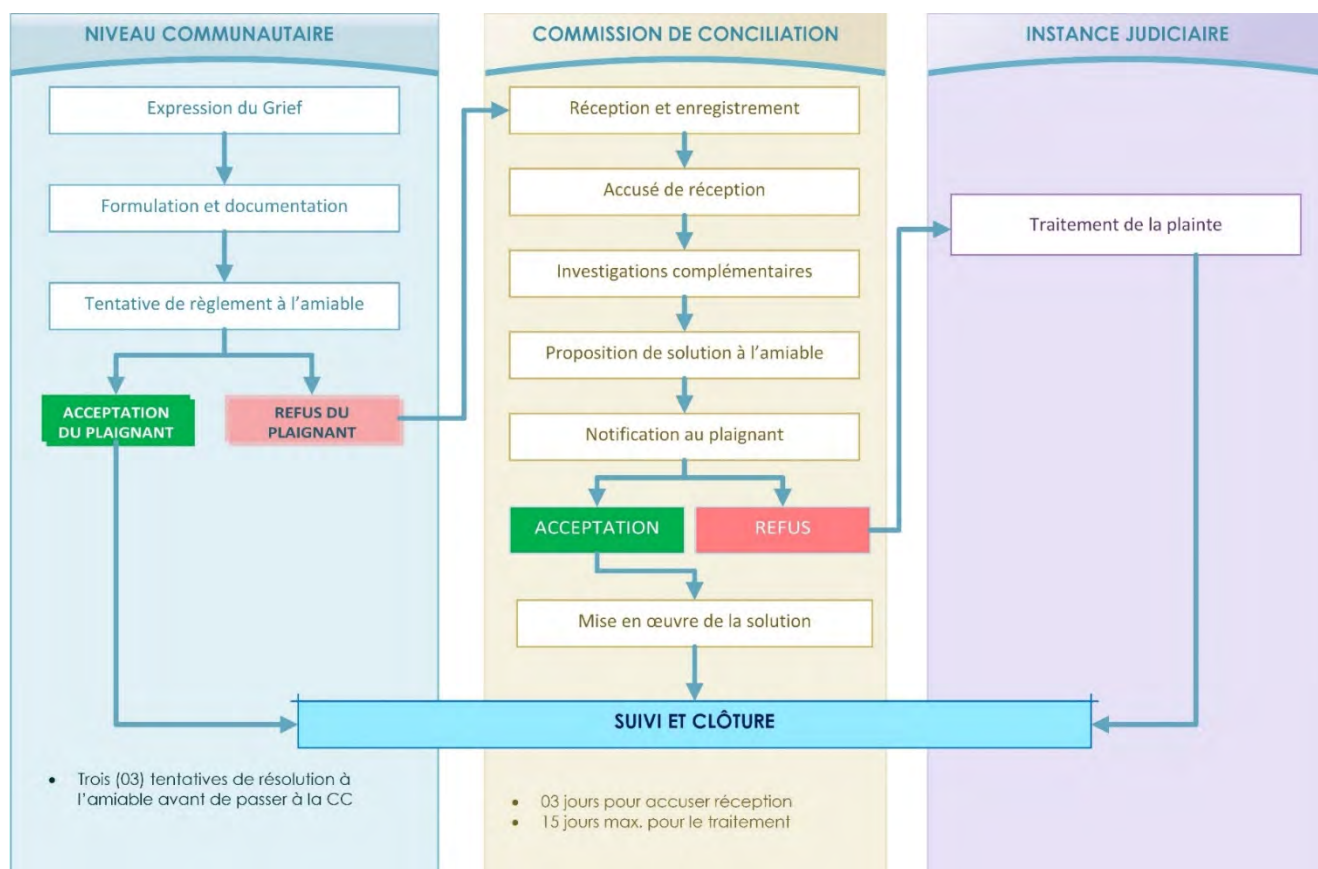 NIVEAU COMMUNAUTAIRE
Expression du Grief
Formulation et documentation
Tentative de règlement à l’amiable
ACCEPTATION
DU PLAIGNANT
REFUS DU
PLAIGNANT
• Trois (03) tentatives de résolution à
l’amiable avant de passer à la CC
COMMISSION DE CONCILIATION
Réception et enregistrement
Accusé de réception
Investigations complémentaires
Proposition de solution à l’amiable
Notification au plaignant
ACCEPTATION
REFUS
Mise en œuvre de la solution
SUIVI ET CLÔTURE
• 03 jours pour accuser réception
• 15 jours max. pour le traitement
INSTANCE JUDICIAIRE
Traitement de la plainte